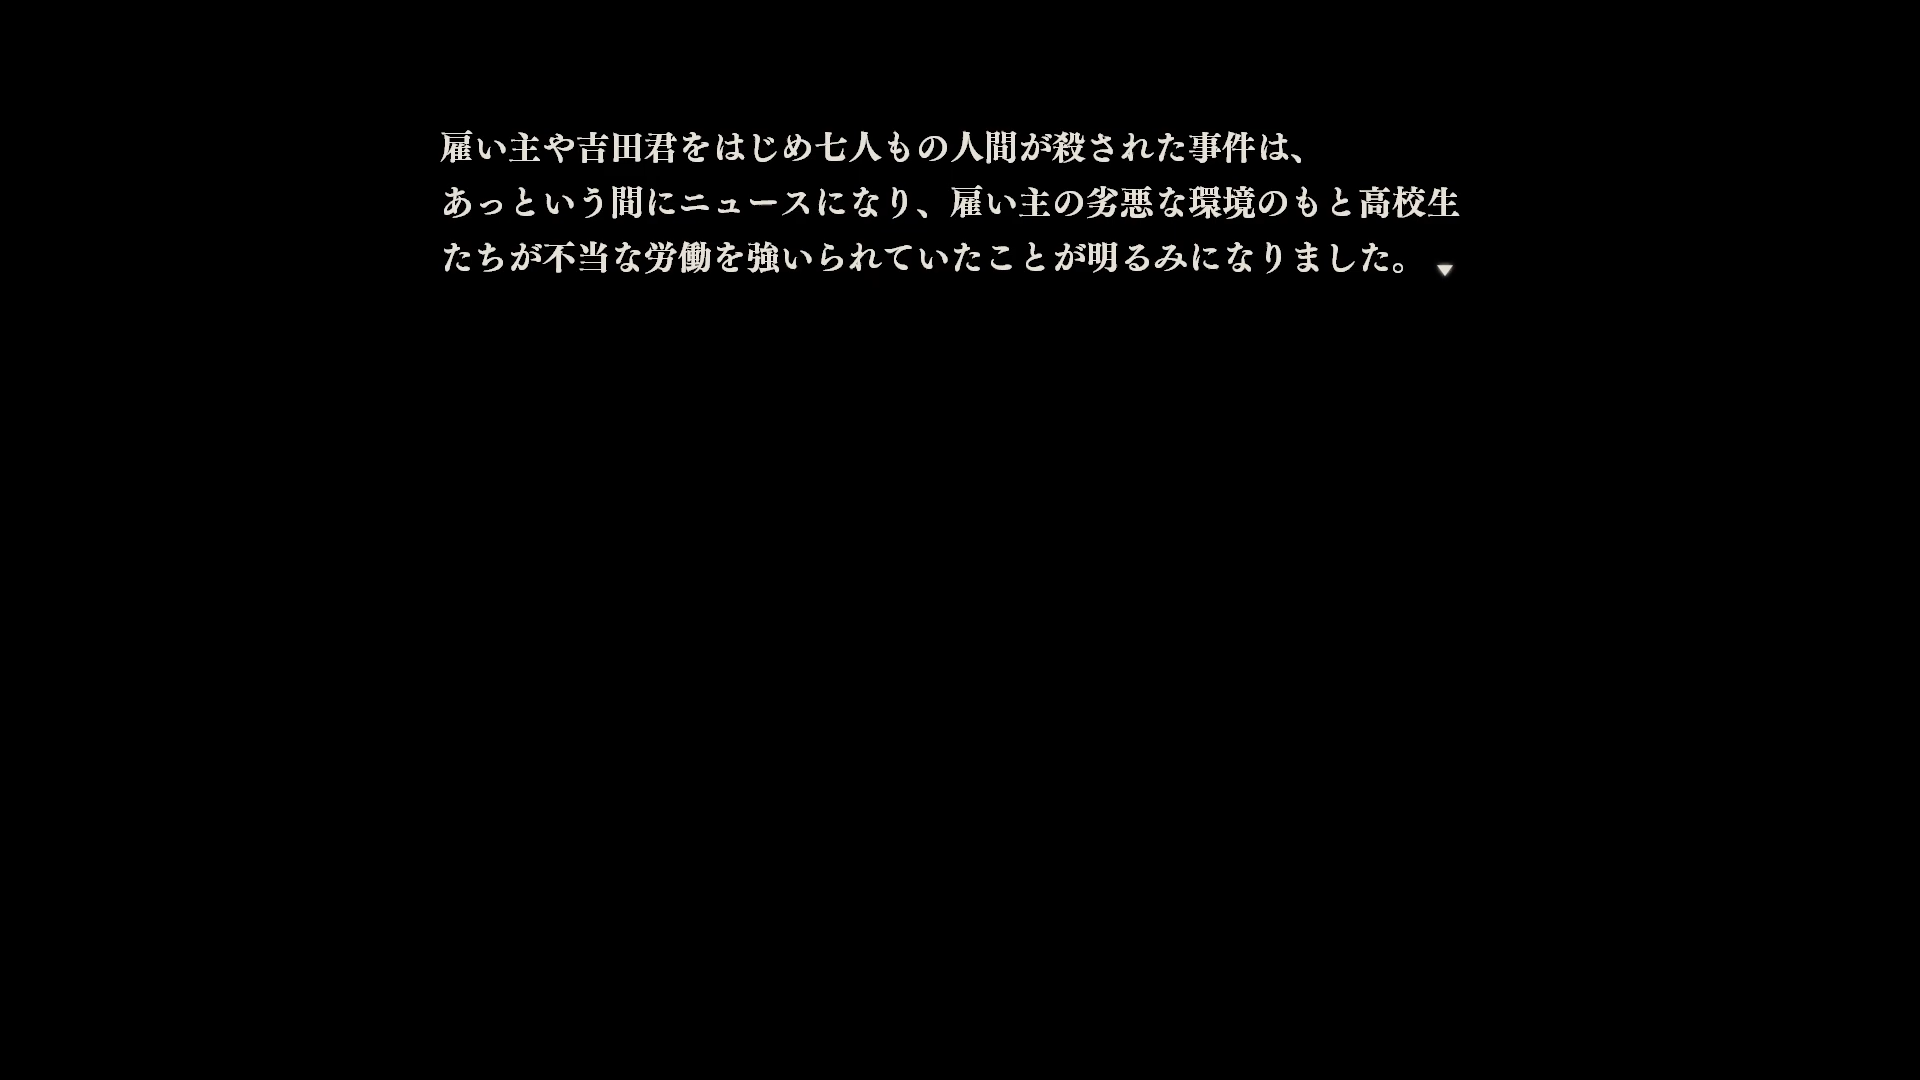 雇い主や吉田君をはじめ七人もの人間が殺された事件は、
あっという間にニュースになり、雇い主の劣悪な環境のもと高校生
たちが不当な労働を強いられていたことが明るみになりました。